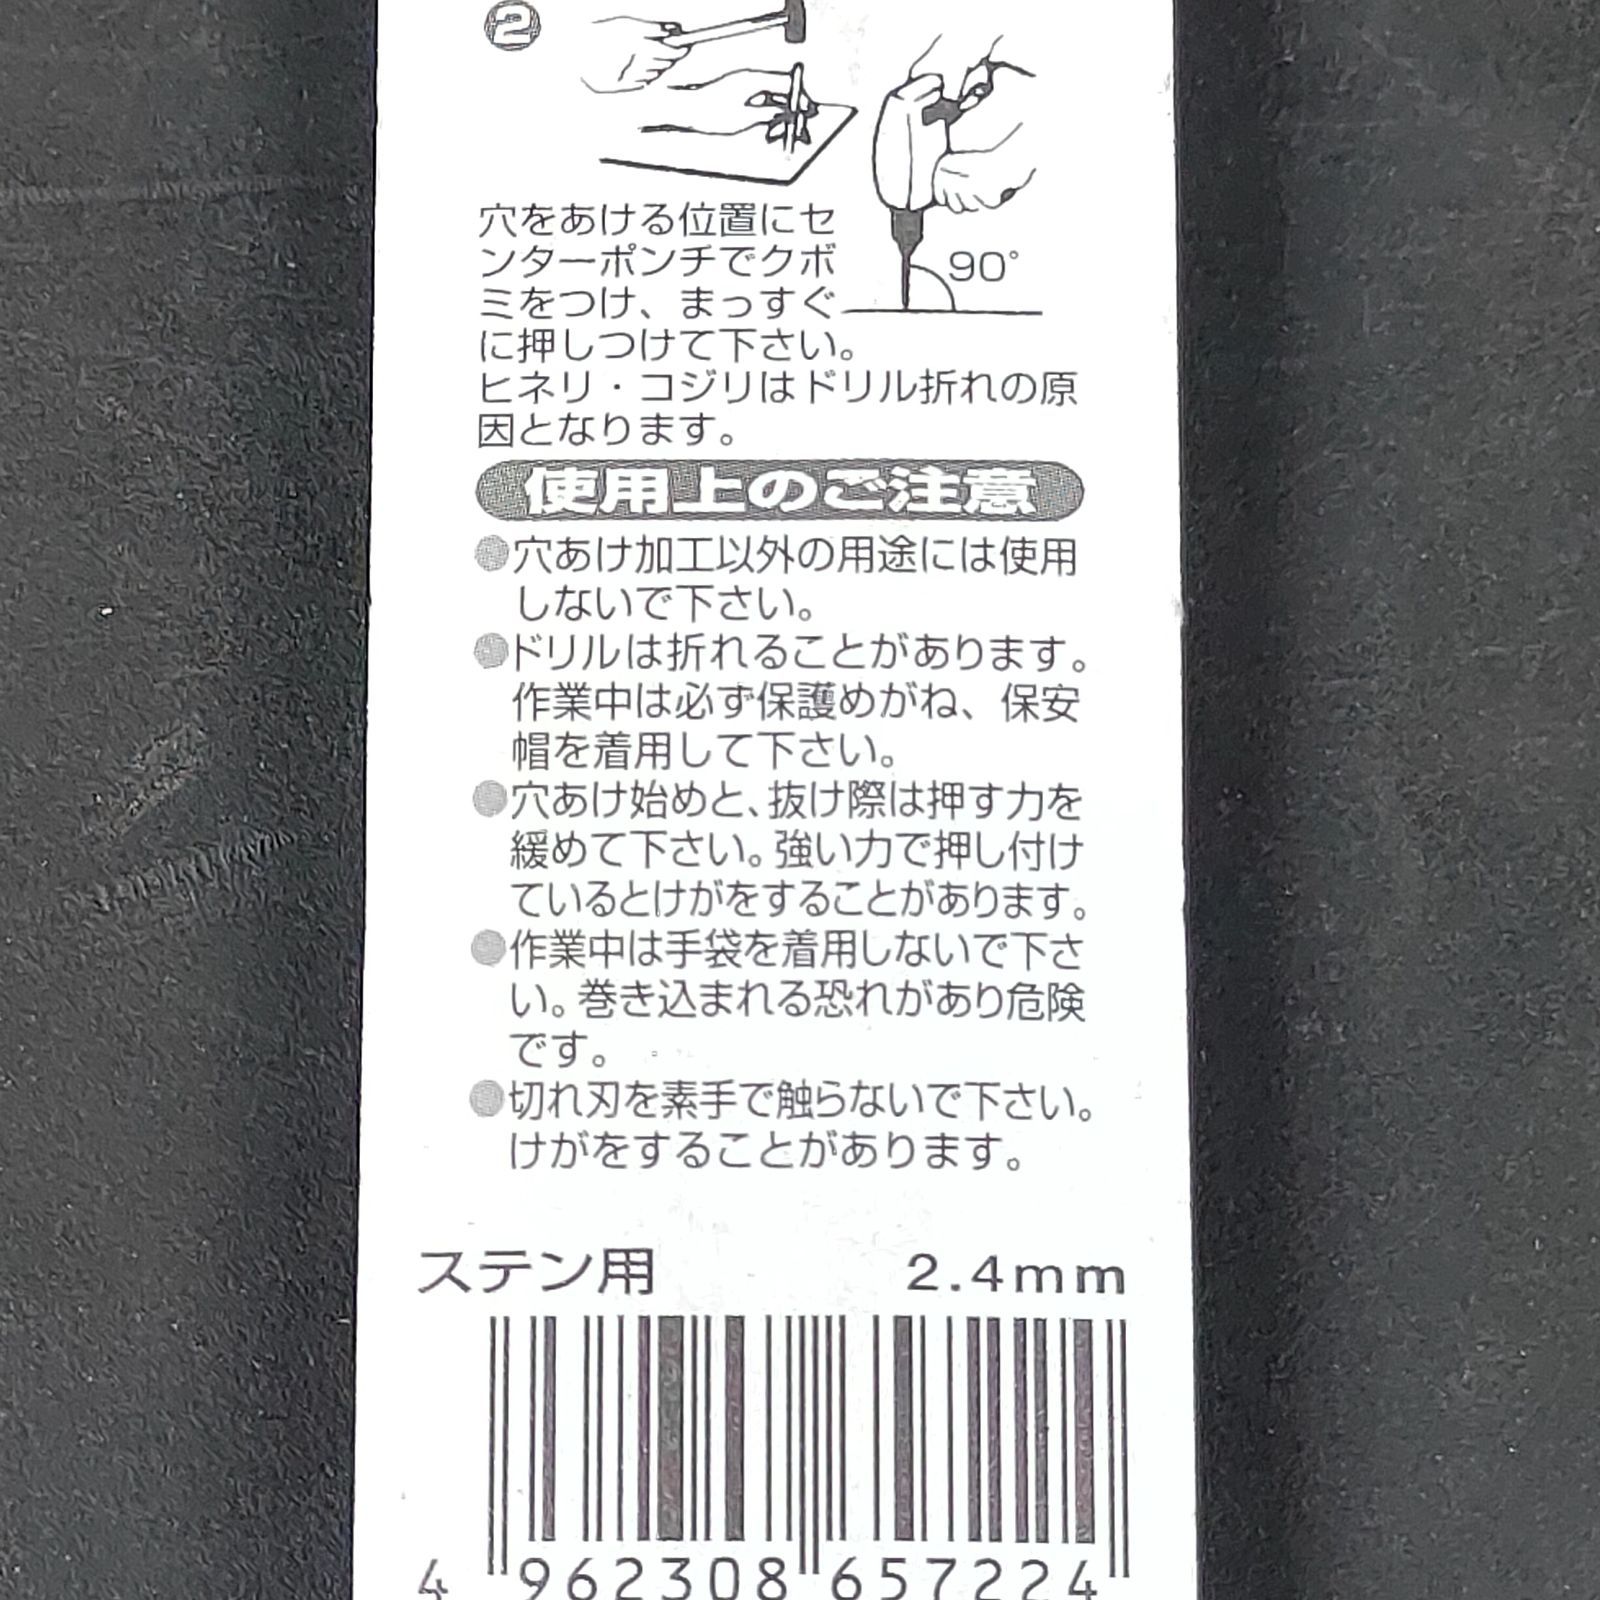 2
穴をあける位置にセ
ンターポンチでクボ
ミをつけ、まっすぐ
に押しつけて下さい。
90°
ヒネリ・コジリはドリル折れの原
因となります。
使用上のご注意
●穴あけ加工以外の用途には使用
しないで下さい。
●ドリルは折れることがあります。
作業中は必ず保護めがね、保安
帽を着用して下さい。
●穴あけ始めと、抜け際は押す力を
緩めて下さい。強い力で押し付け
ているとけがをすることがあります。
●作業中は手袋を着用しないで下さ
い。巻き込まれる恐れがあり危険
です。
●切れ刃を素手で触らないで下さい。
けがをすることがあります。
ステン用 2.4mm
4 962308 657224